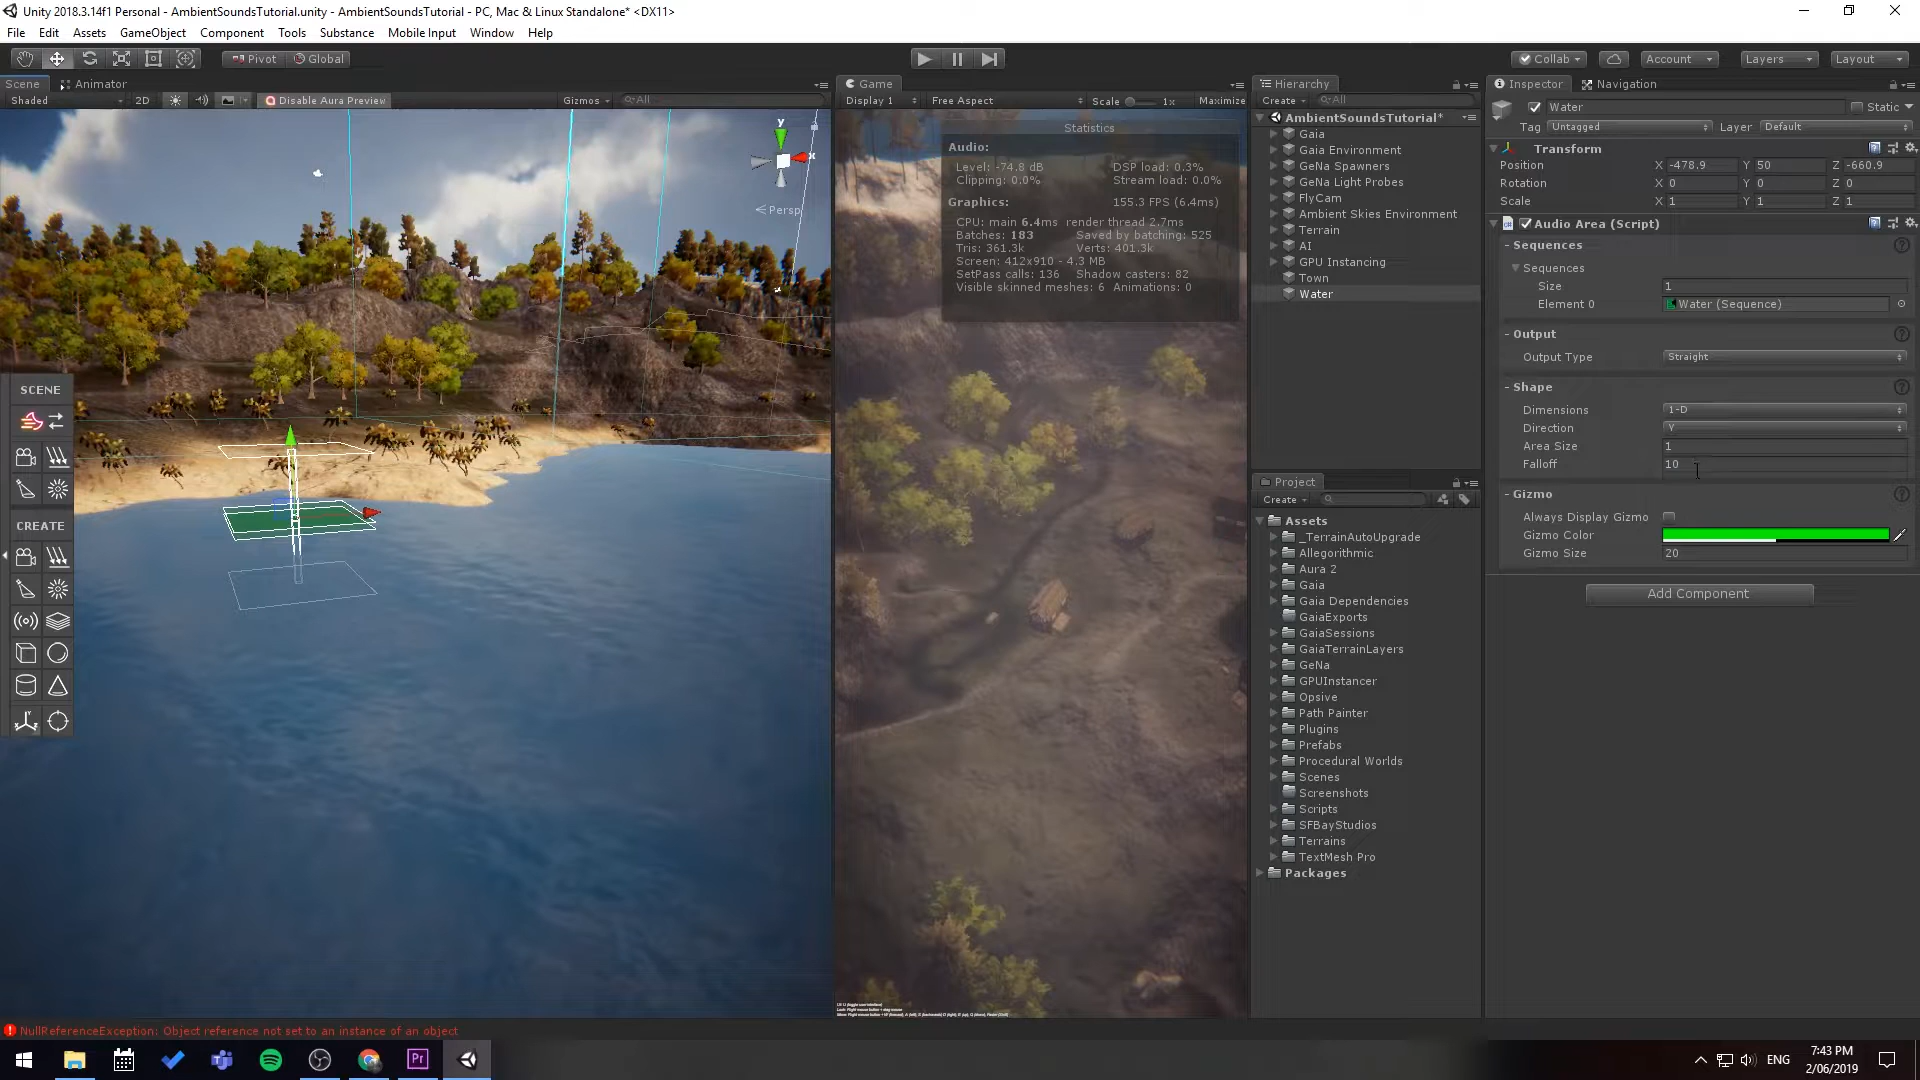 Unity 2018.3.14f1 Personal - AmbientSoundsTutorial.unity - AmbientSoundsTutorial - PC, Mac & Linux Standalone* <DX11>
File Edit Assets GameObject Component Tools Substance Mobile Input Window Help
Pivot Global Collab Account Layers Layout
Scene Animator
Shaded 2D Disable Aura Preview Gizmos All
y
x
Persp
SCENE
CREATE
Game
Display 1 Free Aspect Scale 1x Maximize
Statistics
Audio:
Level: -74.8 dB DSP load: 0.3%
Clipping: 0.0% Stream load: 0.0%
Graphics: 155.3 FPS (6.4ms)
CPU: main 6.4ms render thread 2.7ms
Batches: 183 Saved by batching: 525
Tris: 361.3k Verts: 401.3k
Screen: 412x910 - 4.3 MB
SetPass calls: 136 Shadow casters: 82
Visible skinned meshes: 6 Animations: 0
Hierarchy
Create All
AmbientSoundsTutorial*
Gaia
Gaia Environment
GeNa Spawners
GeNa Light Probes
FlyCam
Ambient Skies Environment
Terrain
AI
GPU Instancing
Town
Water
Project
Create
Assets
_TerrainAutoUpgrade
Allegorithmic
Aura 2
Gaia
Gaia Dependencies
GaiaExports
GaiaSessions
GaiaTerrainLayers
GeNa
GPUInstancer
Opsive
Path Painter
Plugins
Prefabs
Procedural Worlds
Scenes
Screenshots
Scripts
SFBayStudios
Terrains
TextMesh Pro
Packages
Inspector Navigation
Water Static
Tag Untagged Layer Default
Transform
Position X -478.9 Y 50 Z -660.9
Rotation X 0 Y 0 Z 0
Scale X 1 Y 1 Z 1
Audio Area (Script)
- Sequences
Sequences
Size 1
Element 0 Water (Sequence)
- Output
Output Type Straight
- Shape
Dimensions 1-D
Direction Y
Area Size 1
Falloff 10
- Gizmo
Always Display Gizmo
Gizmo Color
Gizmo Size 20
Add Component
NullReferenceException: Object reference not set to an instance of an object
Pr
ENG
7:43 PM
2/06/2019